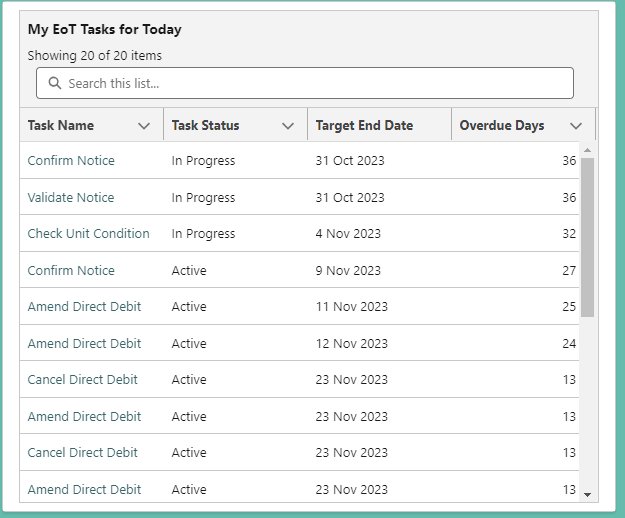 My EoT Tasks for Today
Showing 20 of 20 items
Search this list...
Task Name Task Status Target End Date Overdue Days
Confirm Notice In Progress 31 Oct 2023 36
Validate Notice In Progress 31 Oct 2023 36
Check Unit Condition In Progress 4 Nov 2023 32
Confirm Notice Active 9 Nov 2023 27
Amend Direct Debit Active 11 Nov 2023 25
Amend Direct Debit Active 12 Nov 2023 24
Cancel Direct Debit Active 23 Nov 2023 13
Amend Direct Debit Active 23 Nov 2023 13
Cancel Direct Debit Active 23 Nov 2023 13
Amend Direct Debit Active 23 Nov 2023 13